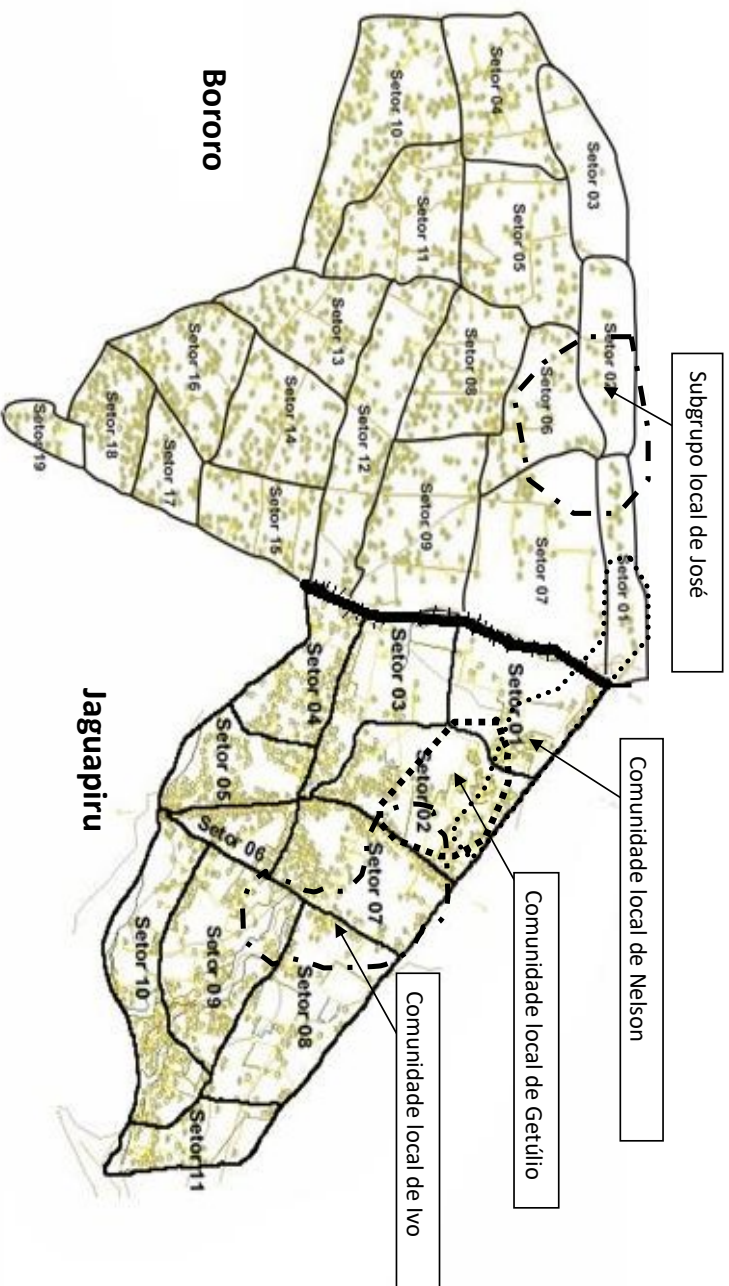 Subgrupo local de José
Comunidade local de Nelson
Comunidade local de Getúlio
Comunidade local de Ivo
Bororo
Setor 10
Setor 04
Setor 03
Setor 11
Setor 05
Setor 02
Setor 13
Setor 08
Setor 06
Setor 16
Setor 14
Setor 12
Setor 09
Setor 07
Setor 01
Setor 19
Setor 18
Setor 17
Setor 15
Jaguapiru
Setor 04
Setor 03
Setor 01
Setor 05
Setor 02
Setor 06
Setor 07
Setor 10
Setor 09
Setor 08
Setor 11